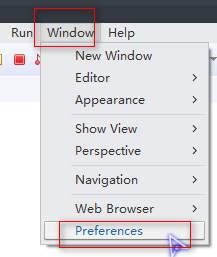 Run Window Help
New Window
Editor
Appearance
Show View
Perspective
Navigation
Web Browser
Preferences